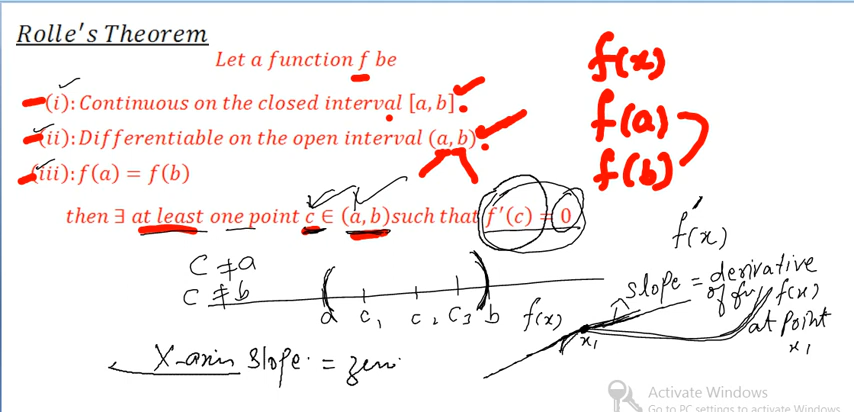 Rolle's Theorem
Let a function f be
(i): Continuous on the closed interval [a, b].
(ii): Differentiable on the open interval (a, b).
(iii): f(a) = f(b)
then ∃ at least one point c ∈ (a, b) such that f'(c) = 0
f(x)
f(a)
f(b)
f'(x)
c ≠ a
c ≠ b
a c₁ c₂ c₃ b
f(x)
x₁
slope = derivative
of f(x)
at point
x₁
X-axis slope = zero
Activate Windows
Go to PC settings to activate Windows